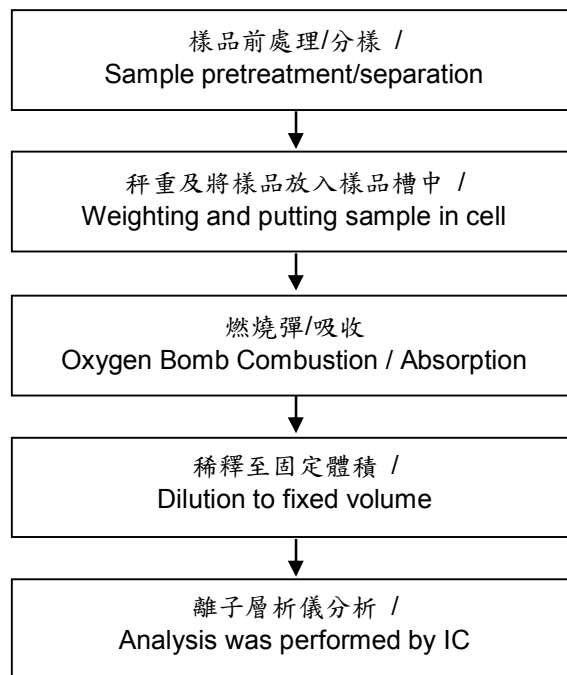 樣品前處理/分樣 /
Sample pretreatment/separation
秤重及將樣品放入樣品槽中 /
Weighting and putting sample in cell
燃燒彈/吸收
Oxygen Bomb Combustion / Absorption
稀釋至固定體積 /
Dilution to fixed volume
離子層析儀分析 /
Analysis was performed by IC